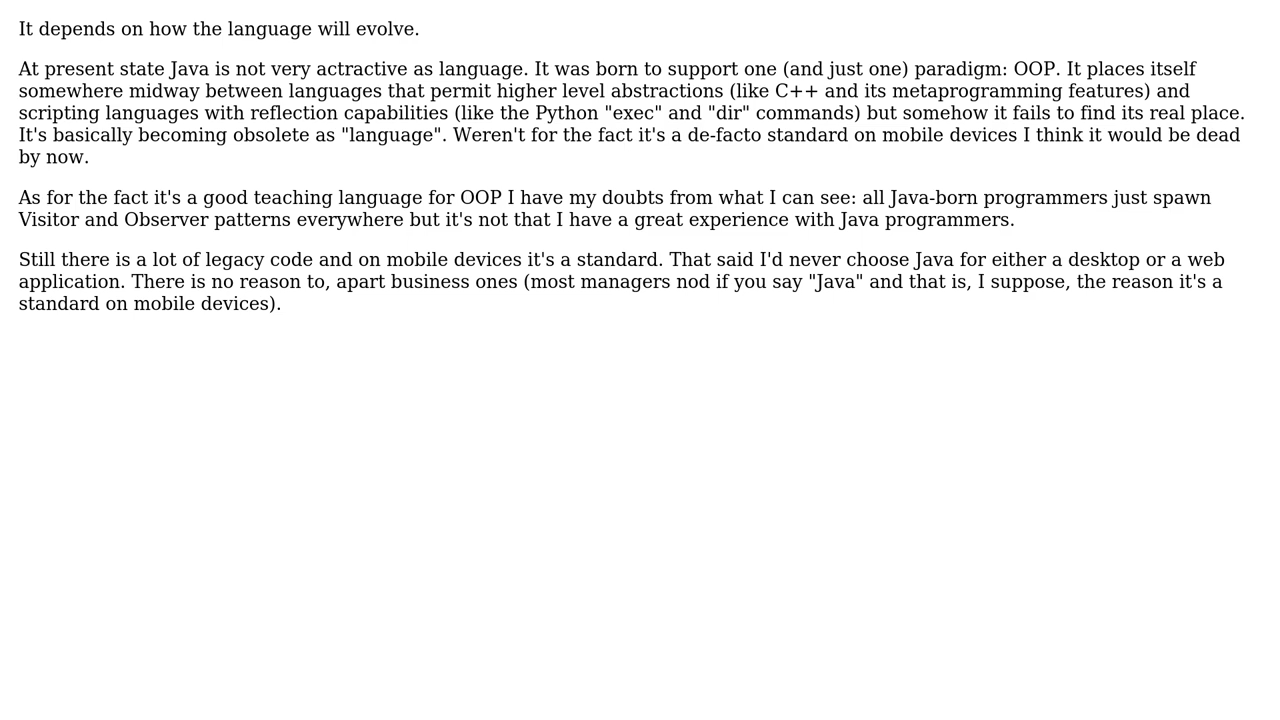 It depends on how the language will evolve.
At present state Java is not very actractive as language. It was born to support one (and just one) paradigm: OOP. It places itself
somewhere midway between languages that permit higher level abstractions (like C++ and its metaprogramming features) and
scripting languages with reflection capabilities (like the Python "exec" and "dir" commands) but somehow it fails to find its real place.
It's basically becoming obsolete as "language". Weren't for the fact it's a de-facto standard on mobile devices I think it would be dead
by now.
As for the fact it's a good teaching language for OOP I have my doubts from what I can see: all Java-born programmers just spawn
Visitor and Observer patterns everywhere but it's not that I have a great experience with Java programmers.
Still there is a lot of legacy code and on mobile devices it's a standard. That said I'd never choose Java for either a desktop or a web
application. There is no reason to, apart business ones (most managers nod if you say "Java" and that is, I suppose, the reason it's a
standard on mobile devices).